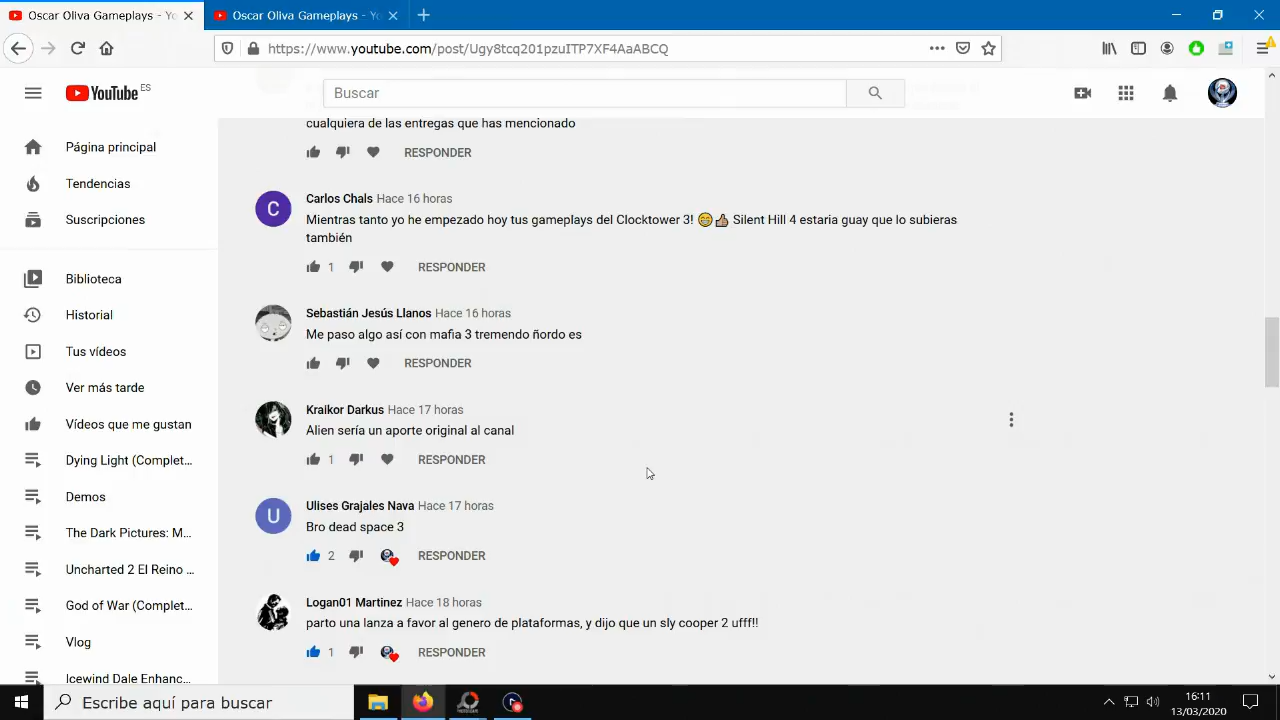 Oscar Oliva Gameplays - Yo
Oscar Oliva Gameplays - Yo
https://www.youtube.com/post/Ugy8tcq201pzuITP7XF4AaABCQ
YouTube ES
Buscar
Página principal
Tendencias
Suscripciones
Biblioteca
Historial
Tus vídeos
Ver más tarde
Vídeos que me gustan
Dying Light (Complet...
Demos
The Dark Pictures: M...
Uncharted 2 El Reino ...
God of War (Complet...
Vlog
Icewind Dale Enhanc...
cualquiera de las entregas que has mencionado
RESPONDER
C
Carlos Chals Hace 16 horas
Mientras tanto yo he empezado hoy tus gameplays del Clocktower 3! 😁👍🏼 Silent Hill 4 estaria guay que lo subieras
también
1 RESPONDER
Sebastián Jesús Llanos Hace 16 horas
Me paso algo así con mafia 3 tremendo ñordo es
RESPONDER
Kraikor Darkus Hace 17 horas
Alien sería un aporte original al canal
1 RESPONDER
U
Ulises Grajales Nava Hace 17 horas
Bro dead space 3
2 RESPONDER
Logan01 Martinez Hace 18 horas
parto una lanza a favor al genero de plataformas, y dijo que un sly cooper 2 ufff!!
1 RESPONDER
Escribe aquí para buscar
16:11
13/03/2020